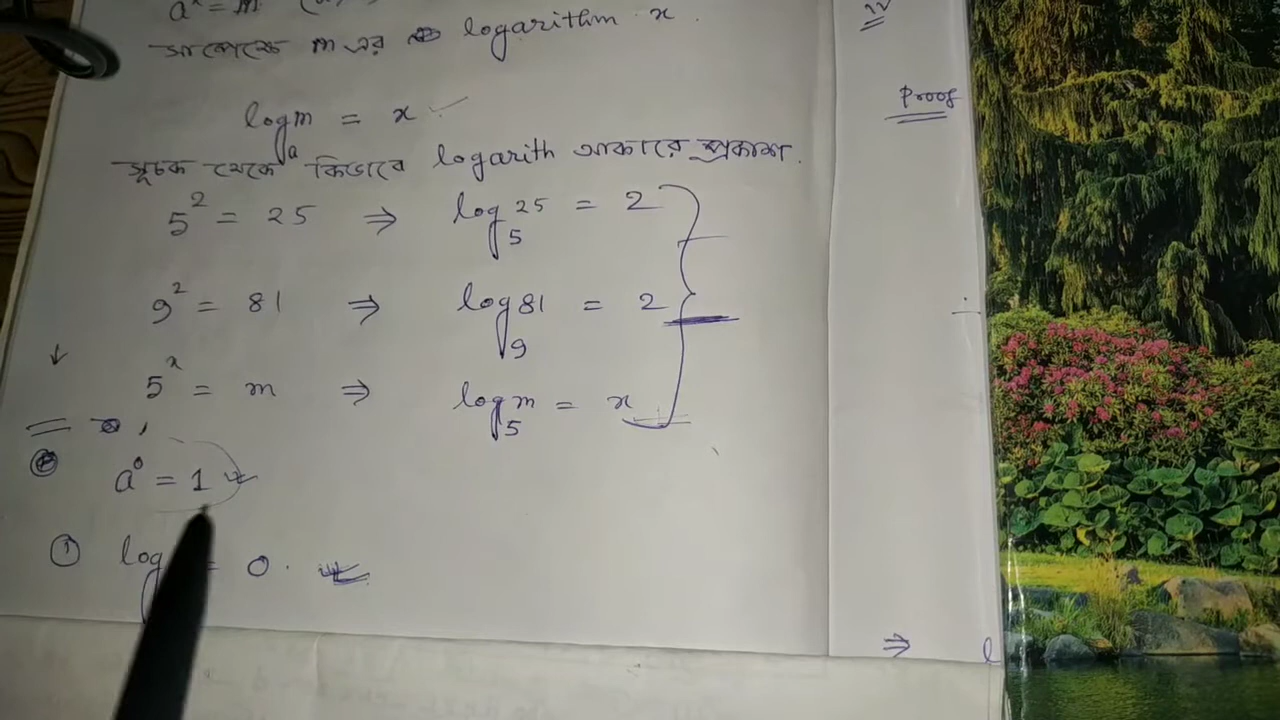 aˣ = m
সাপেক্ষে m এর logarithm x.
logₐm = x
সূচক থেকে কিভাবে logarith আকারে প্রকাশ.
5² = 25 ⇒ log₅25 = 2
9² = 81 ⇒ log₉81 = 2
5ˣ = m ⇒ log₅m = x
a⁰ = 1
① log = 0.
Proof
⇒